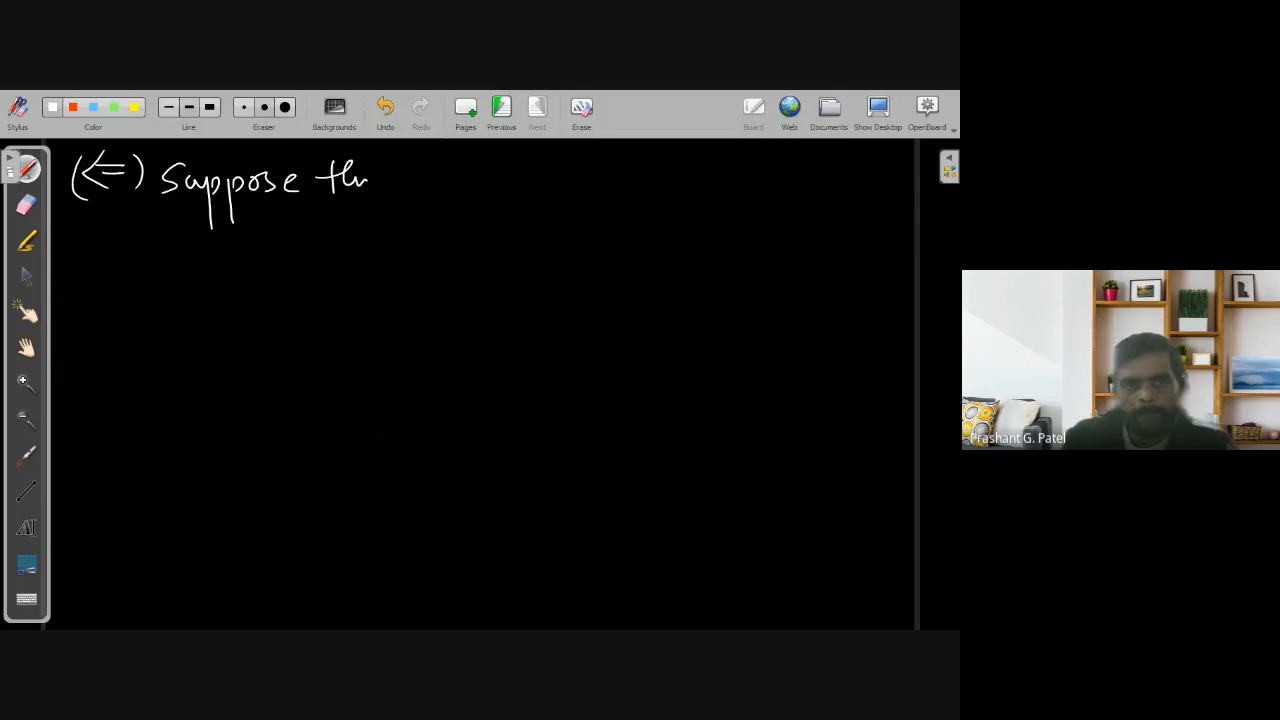 Stylus
Color
Line
Eraser
Backgrounds
Undo
Redo
Pages
Previous
Next
Erase
Board
Web
Documents
Show Desktop
OpenBoard
(⇐) Suppose th
AI
Prashant G. Patel